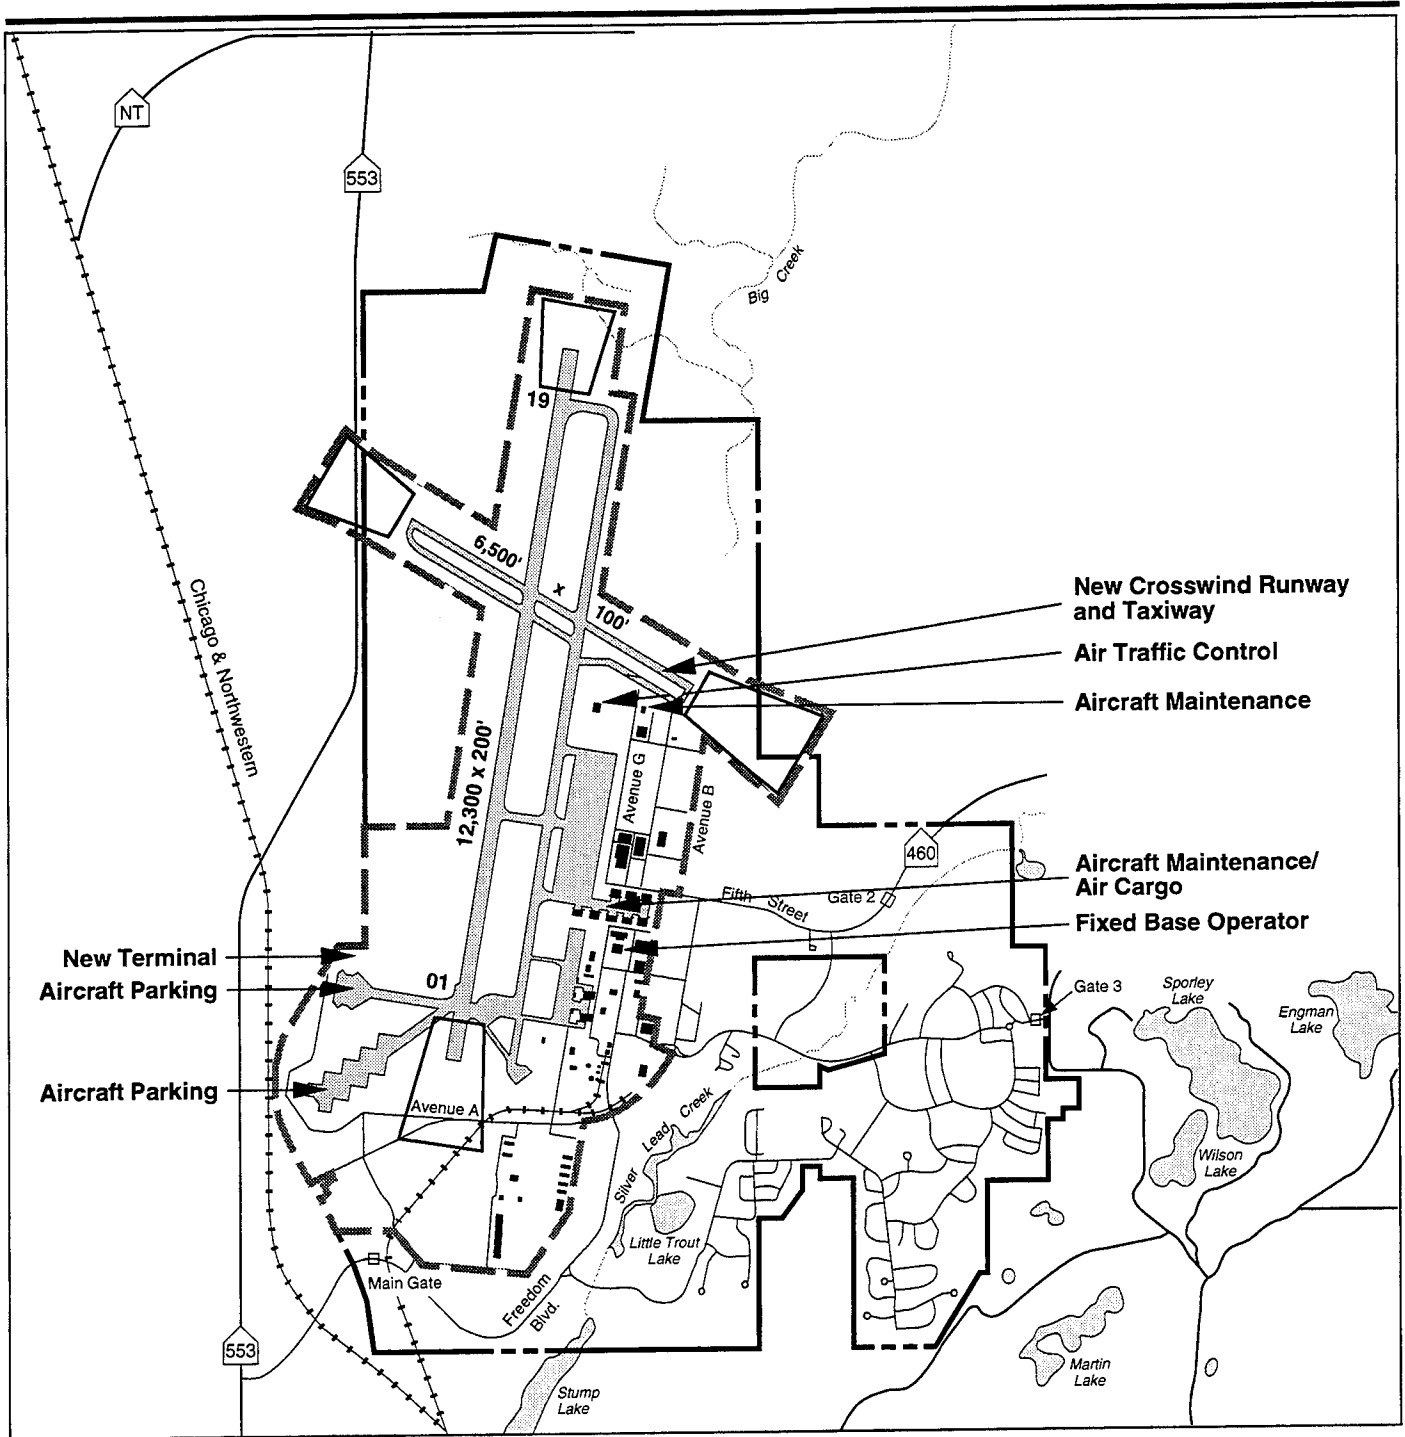 NT
553
Big Creek
19
6,500'
x
100'
New Crosswind Runway
and Taxiway
Air Traffic Control
Aircraft Maintenance
Chicago & Northwestern
12,300 x 200'
Avenue G
Avenue B
460
Aircraft Maintenance/
Air Cargo
Fifth Street
Gate 2
Fixed Base Operator
New Terminal
Aircraft Parking
01
Gate 3
Sporley
Lake
Engman
Lake
Aircraft Parking
Avenue A
Silver Lead Creek
Wilson
Lake
Little Trout
Lake
Main Gate
Freedom
Blvd.
553
Martin
Lake
Stump
Lake